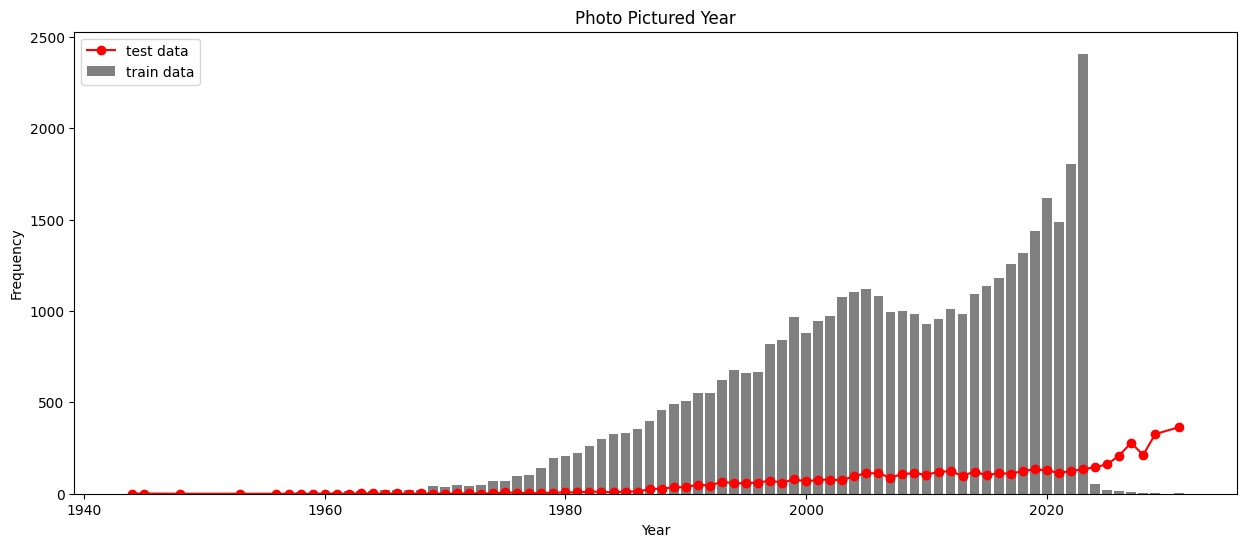 Photo Pictured Year
test data
train data
Frequency
2500
2000
1500
1000
500
0
1940
1960
1980
2000
2020
Year